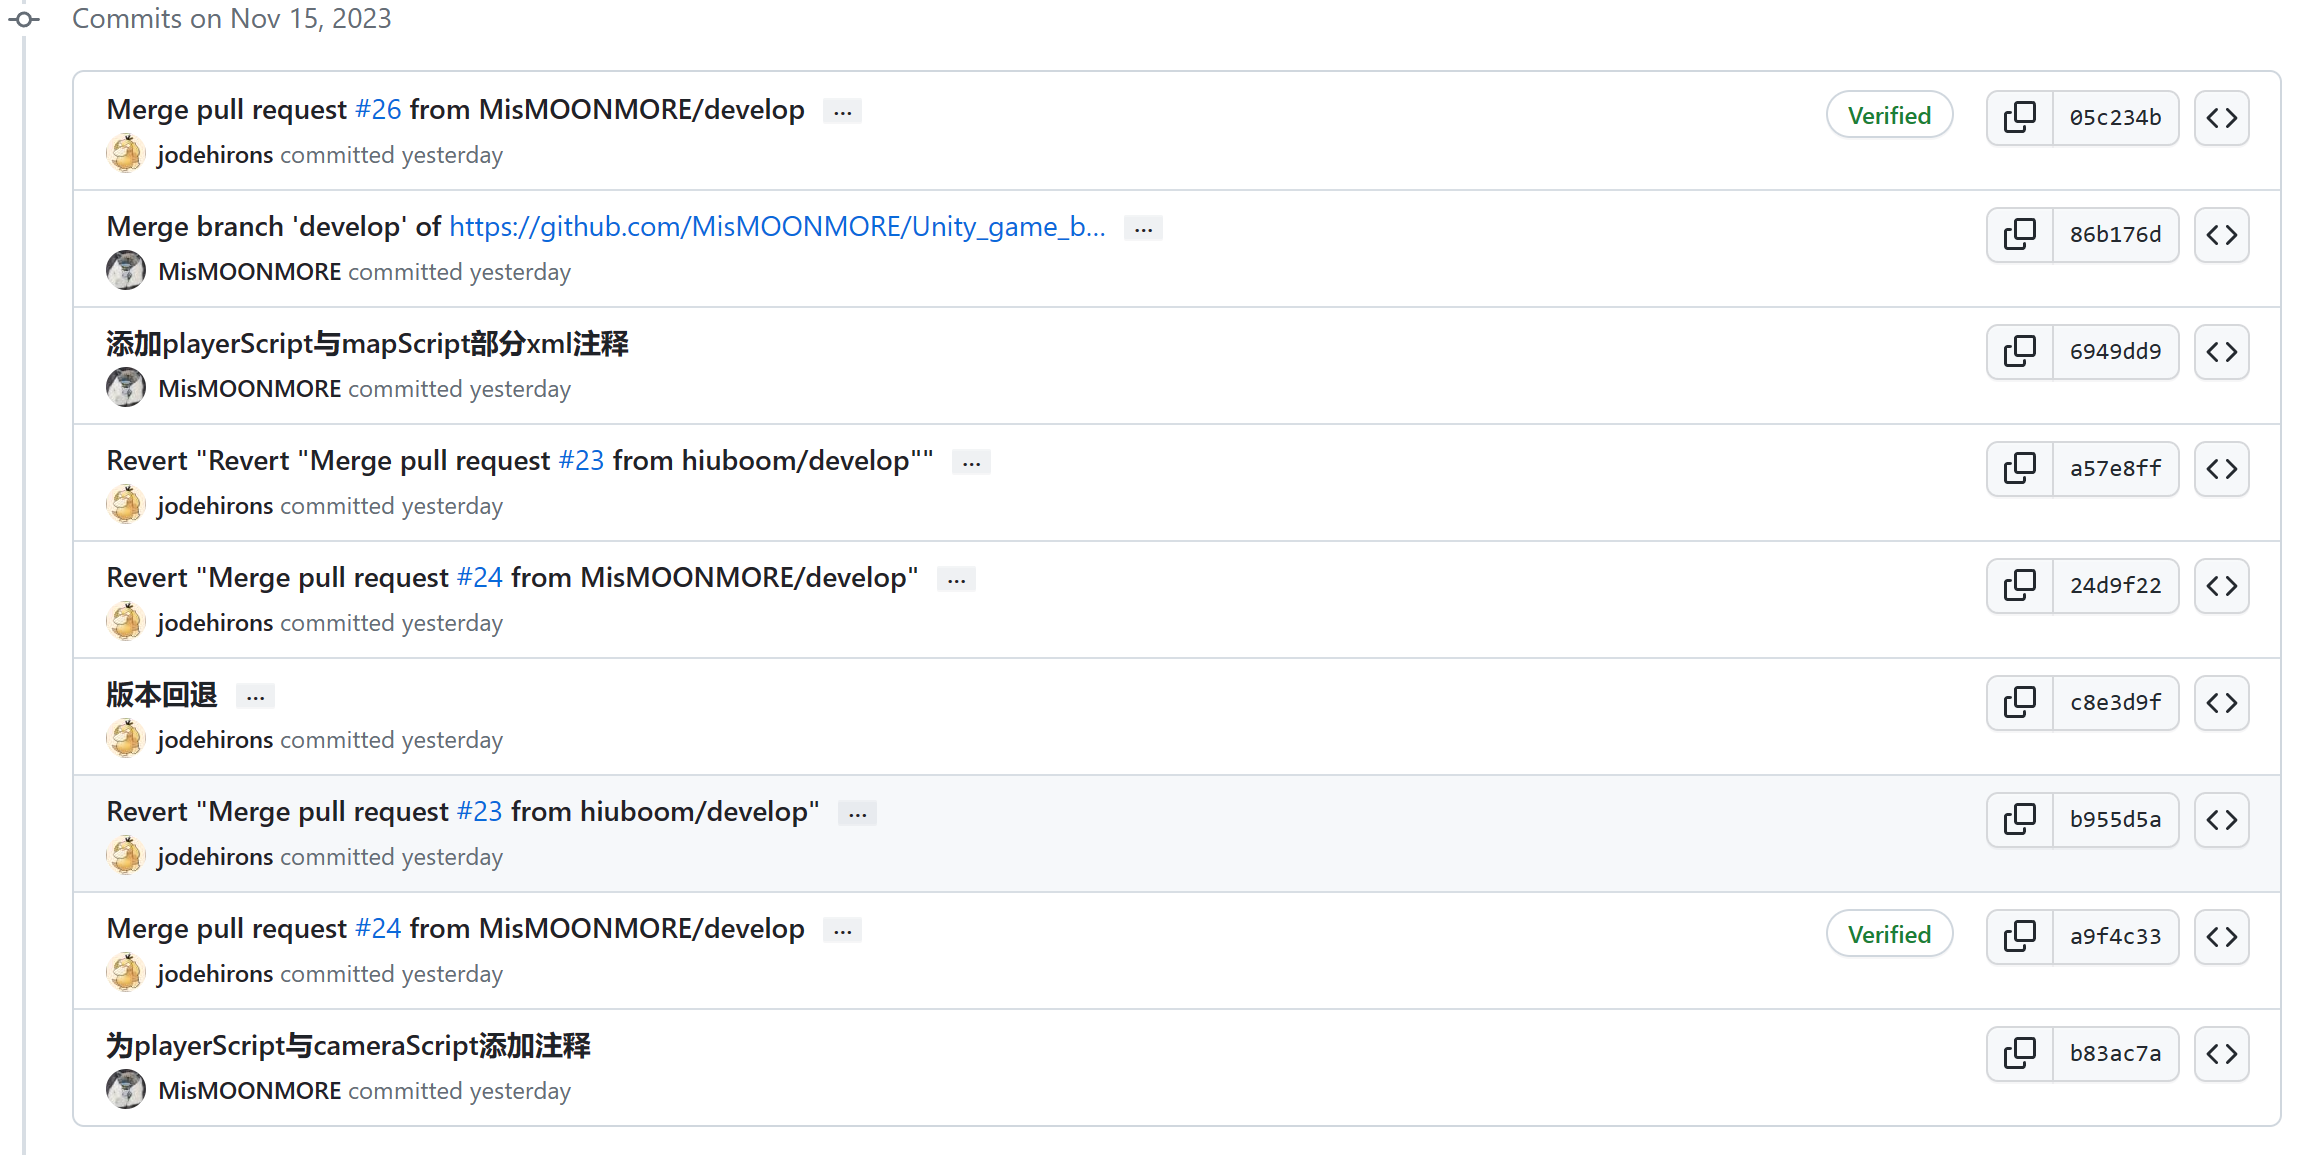 Commits on Nov 15, 2023
Merge pull request #26 from MisMOONMORE/develop ...
Verified
05c234b
jodehirons committed yesterday
Merge branch 'develop' of https://github.com/MisMOONMORE/Unity_game_b... ...
86b176d
MisMOONMORE committed yesterday
添加playerScript与mapScript部分xml注释
6949dd9
MisMOONMORE committed yesterday
Revert "Revert "Merge pull request #23 from hiuboom/develop"" ...
a57e8ff
jodehirons committed yesterday
Revert "Merge pull request #24 from MisMOONMORE/develop" ...
24d9f22
jodehirons committed yesterday
版本回退 ...
c8e3d9f
jodehirons committed yesterday
Revert "Merge pull request #23 from hiuboom/develop" ...
b955d5a
jodehirons committed yesterday
Merge pull request #24 from MisMOONMORE/develop ...
Verified
a9f4c33
jodehirons committed yesterday
为playerScript与cameraScript添加注释
b83ac7a
MisMOONMORE committed yesterday